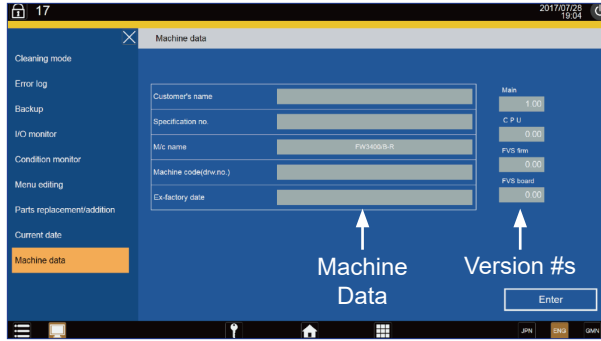 17
2017/07/28
19:04
Machine data
Cleaning mode
Error log
Backup
I/O monitor
Condition monitor
Menu editing
Parts replacement/addition
Current date
Machine data
Customer's name
Specification no.
M/c name FW3400/B-R
Machine code(drw.no.)
Ex-factory date
Main
1.00
C P U
0.00
FVS firm
0.00
FVS board
0.00
Machine
Data
Version #s
Enter
JPN ENG GMN